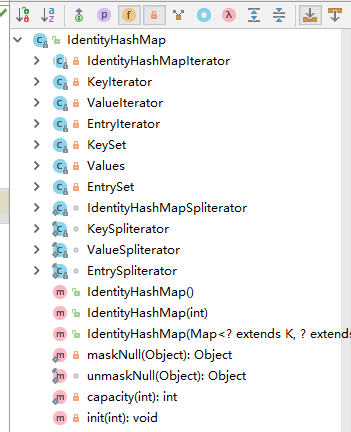 IdentityHashMap
IdentityHashMapIterator
KeyIterator
ValueIterator
EntryIterator
KeySet
Values
EntrySet
IdentityHashMapSpliterator
KeySpliterator
ValueSpliterator
EntrySpliterator
IdentityHashMap()
IdentityHashMap(int)
IdentityHashMap(Map<? extends K, ? extends
maskNull(Object): Object
unmaskNull(Object): Object
capacity(int): int
init(int): void